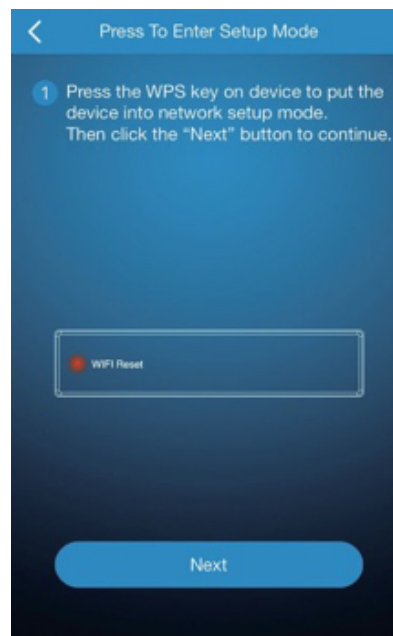 Press To Enter Setup Mode
1 Press the WPS key on device to put the
device into network setup mode.
Then click the “Next” button to continue.
WIFI Reset
Next